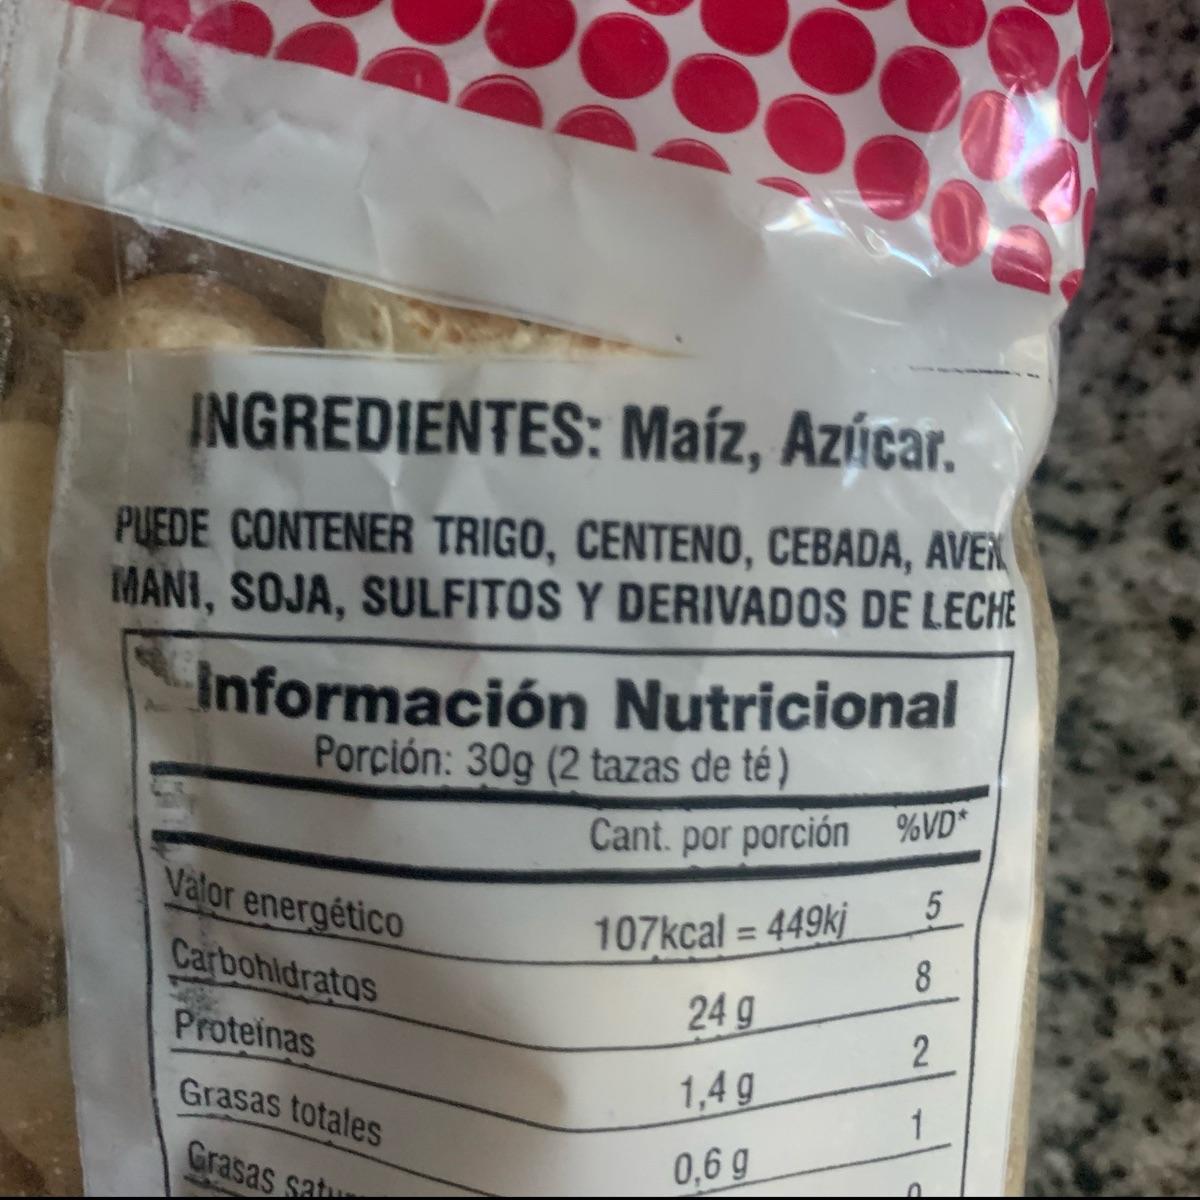 INGREDIENTES: Maíz, Azúcar.
PUEDE CONTENER TRIGO, CENTENO, CEBADA,
MANI, SOJA, SULFITOS Y DERIVADOS DE LECHE
Información Nutricional
Porción: 30g (2 tazas de té)
Cant. por porción %VD*
Valor energético 107kcal = 449kj 5
Carbohidratos 24 g 8
Proteínas 1,4 g 2
Grasas totales 0,6 g 1
Grasas